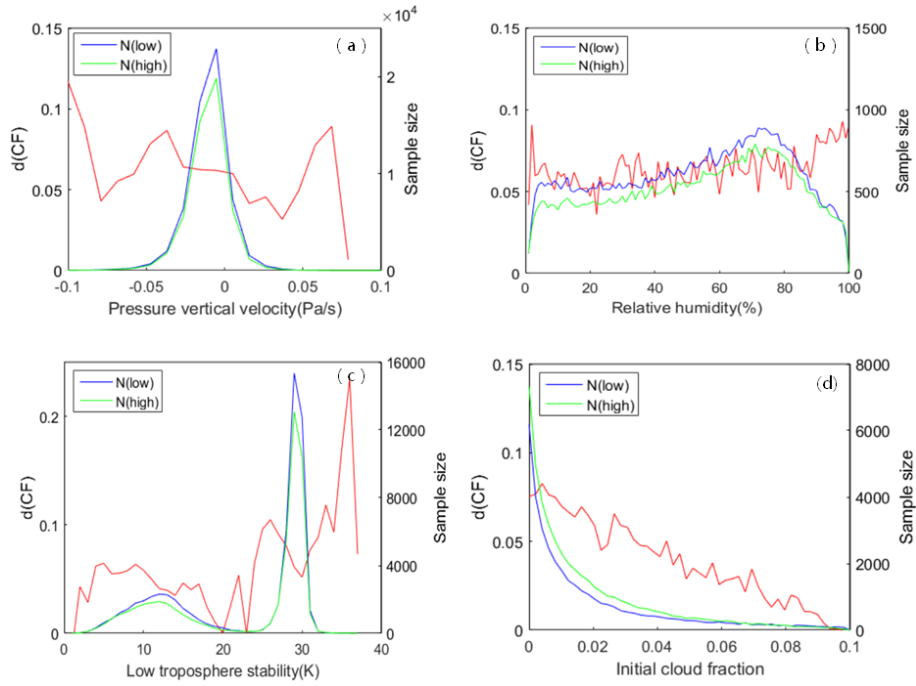 ×10⁴
0.15
0.1
0.05
0
2
1
0
d(CF)
Sample size
N(low)
N(high)
( a )
-0.1
-0.05
0
0.05
0.1
Pressure vertical velocity(Pa/s)
0.15
0.1
0.05
0
1500
1000
500
0
d(CF)
Sample size
N(low)
N(high)
( b )
0
20
40
60
80
100
Relative humidity(%)
0.2
0.1
0
16000
12000
8000
4000
0
d(CF)
Sample size
N(low)
N(high)
( c )
0
10
20
30
40
Low troposphere stability(K)
0.15
0.1
0.05
0
8000
6000
4000
2000
0
d(CF)
Sample size
N(low)
N(high)
(d)
0
0.02
0.04
0.06
0.08
0.1
Initial cloud fraction